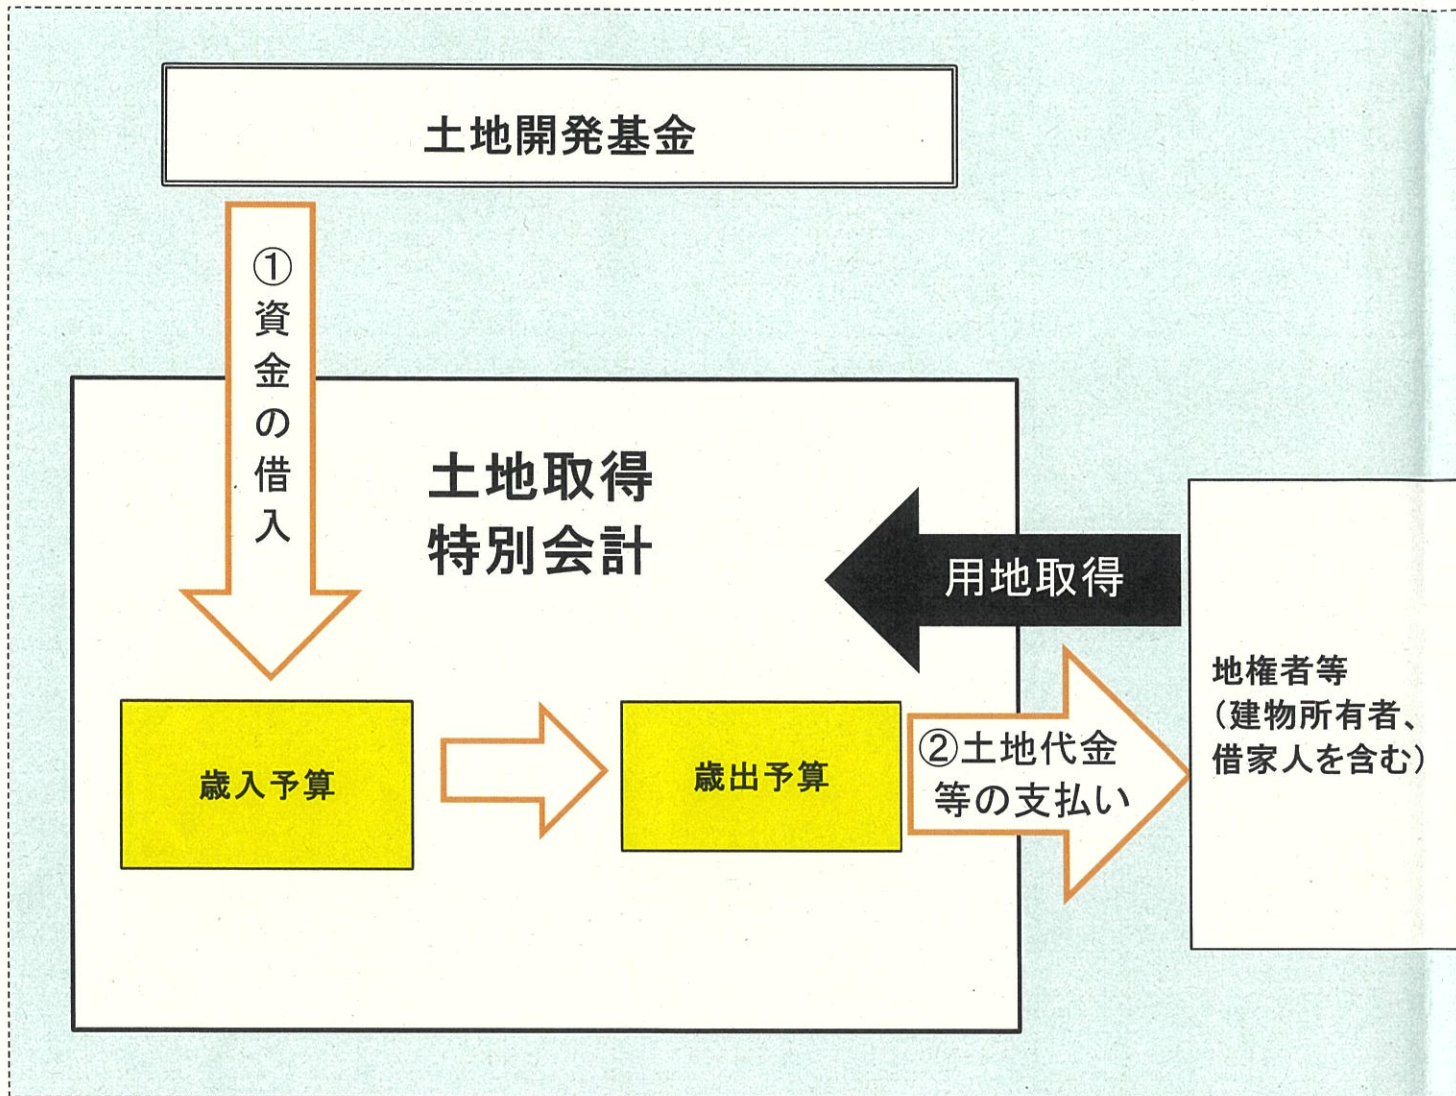 土地開発基金
①資金の借入
土地取得
特別会計
用地取得
地権者等
（建物所有者、
借家人を含む）
歳入予算
歳出予算
②土地代金
等の支払い